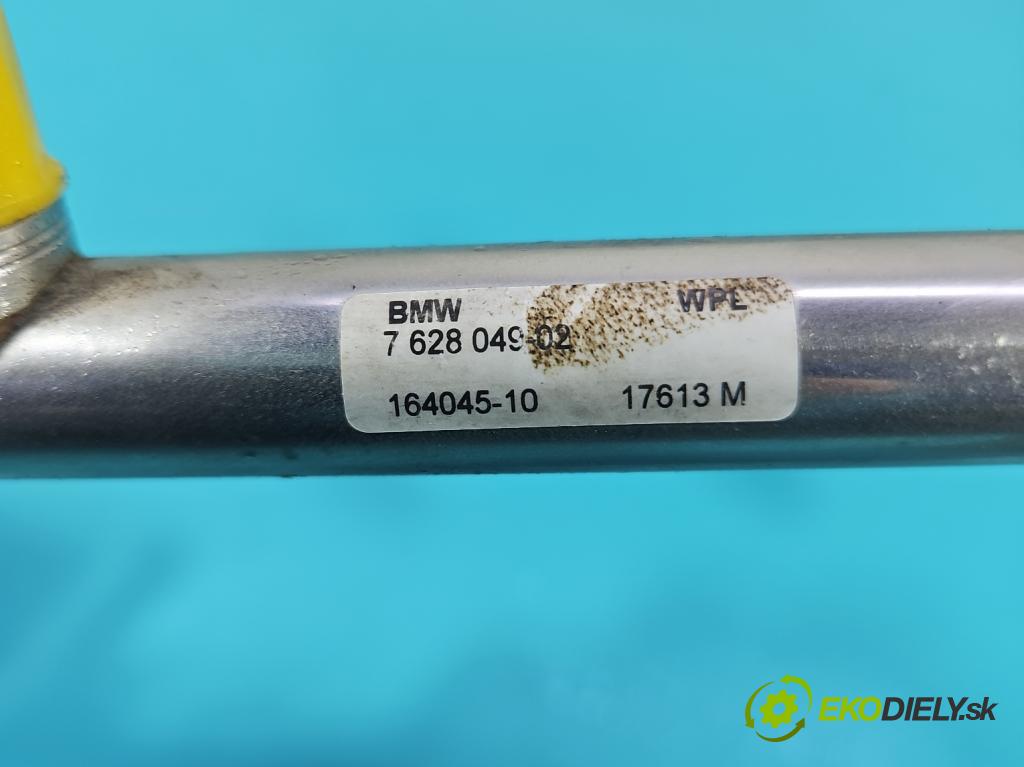 BMW WPL
7 628 049-02
164045-10 17613 M
EKODIELY.sk